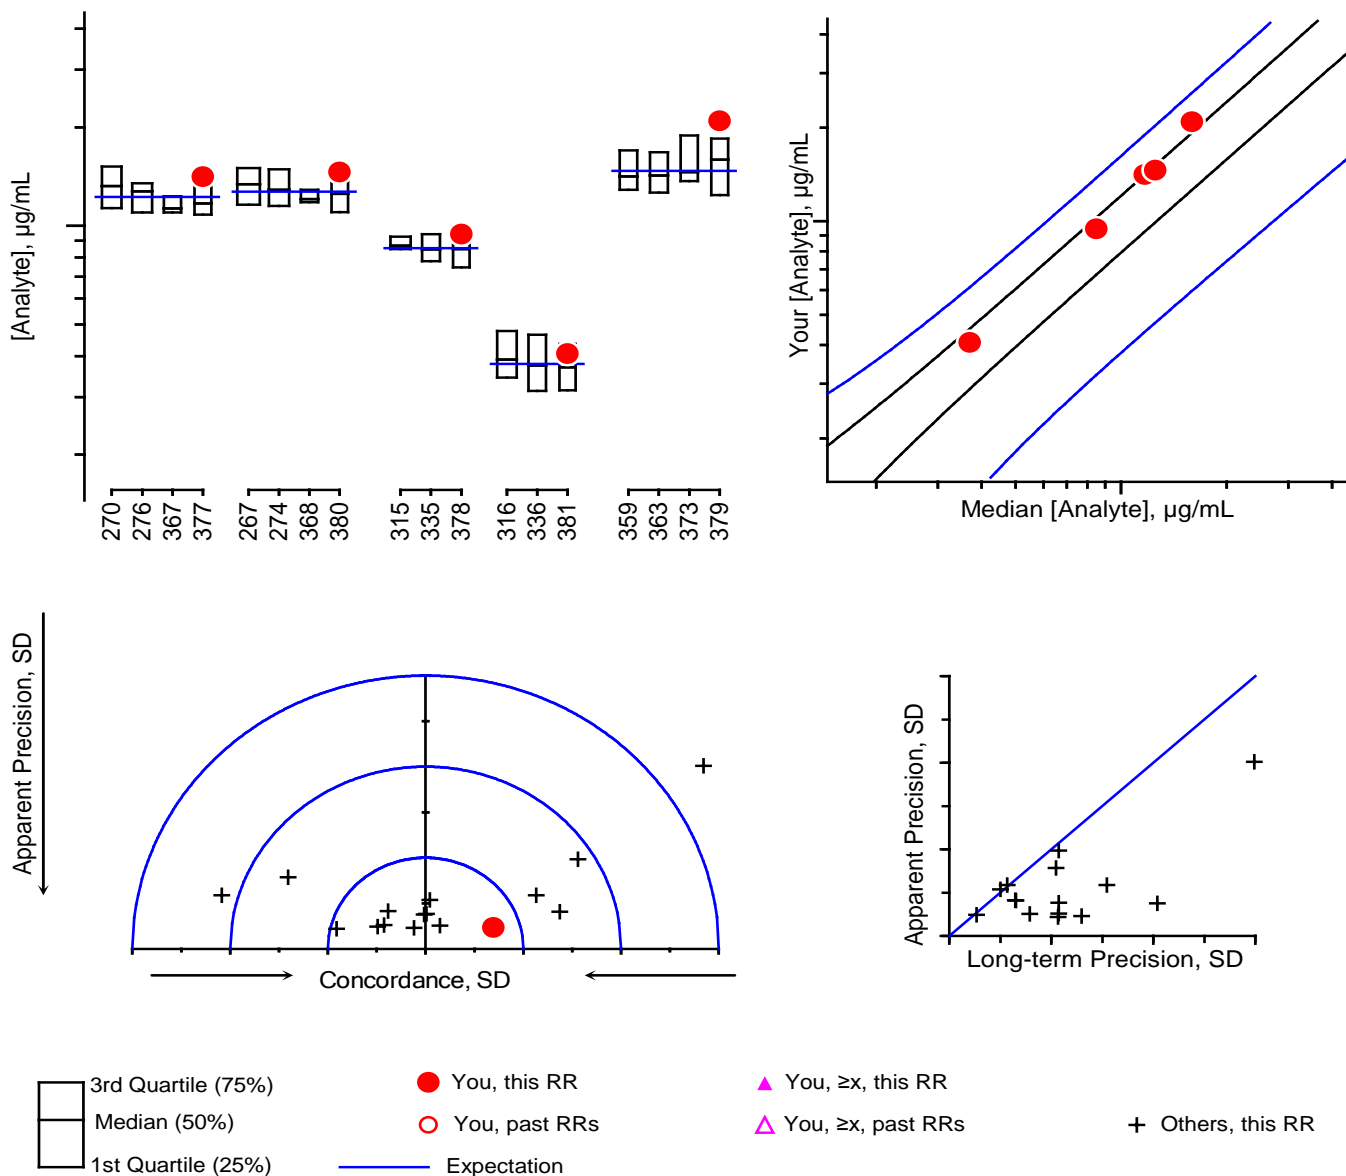 [Analyte], µg/mL
270
276
367
377
267
274
368
380
315
335
378
316
336
381
359
363
373
379
Your [Analyte], µg/mL
Median [Analyte], µg/mL
Apparent Precision, SD
Concordance, SD
Apparent Precision, SD
Long-term Precision, SD
3rd Quartile (75%)
Median (50%)
1st Quartile (25%)
You, this RR
You, past RRs
Expectation
You, ≥x, this RR
You, ≥x, past RRs
Others, this RR